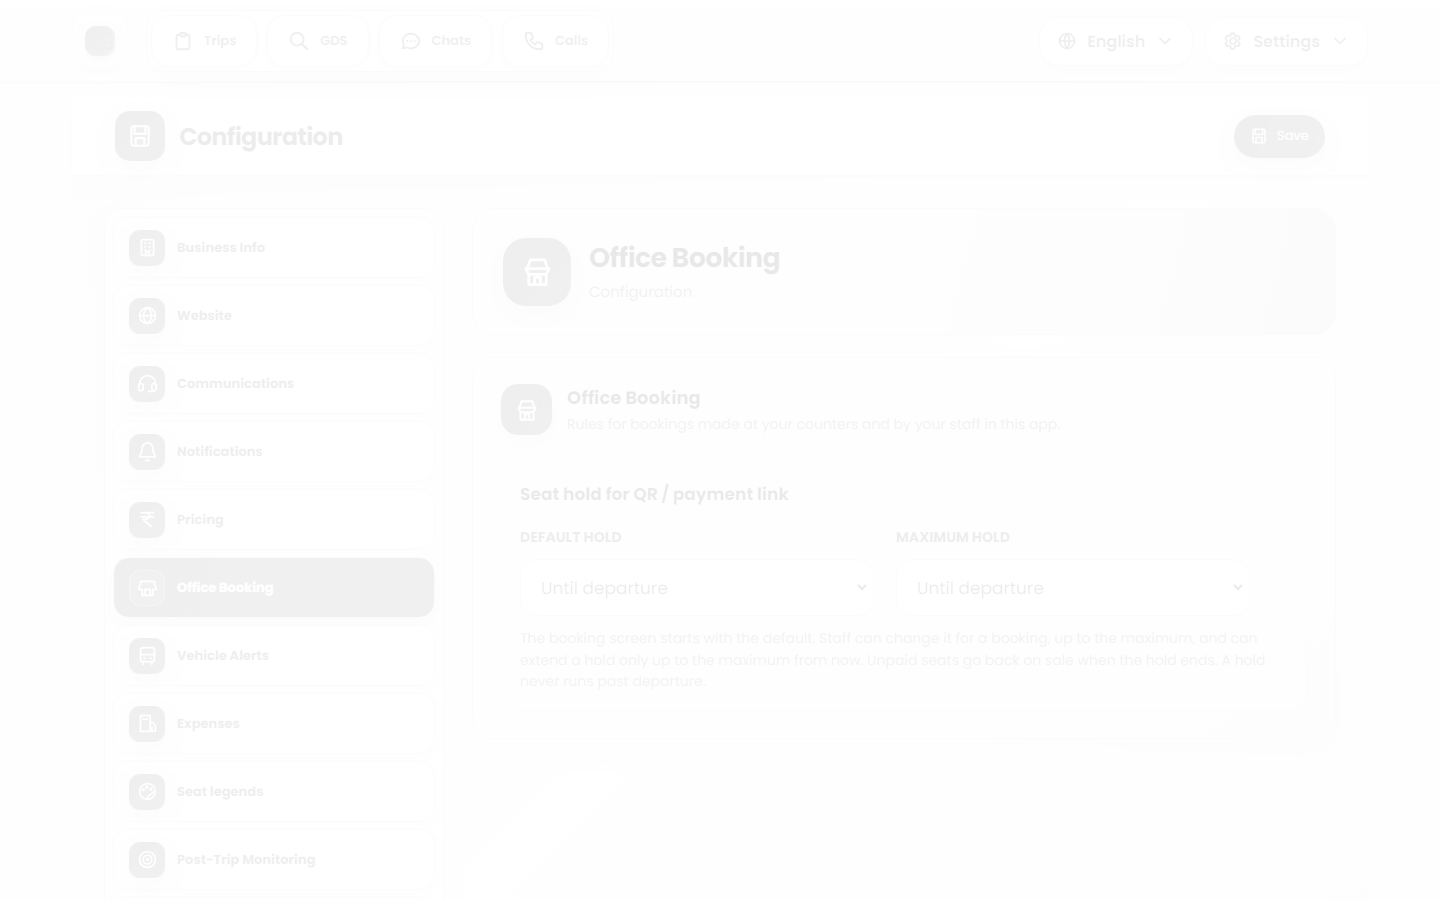 Trips
GDS
Chats
Calls
English
Settings
Configuration
Save
Business Info
Website
Communications
Notifications
Pricing
Office Booking
Vehicle Alerts
Expenses
Seat legends
Post-Trip Monitoring
Office Booking
Configuration
Office Booking
Rules for bookings made at your counters and by your staff in this app.
Seat hold for QR / payment link
DEFAULT HOLD
Until departure
MAXIMUM HOLD
Until departure
The booking screen starts with the default. Staff can change it for a booking, up to the maximum, and can
extend a hold only up to the maximum from now. Unpaid seats go back on sale when the hold ends. A hold
never runs past departure.